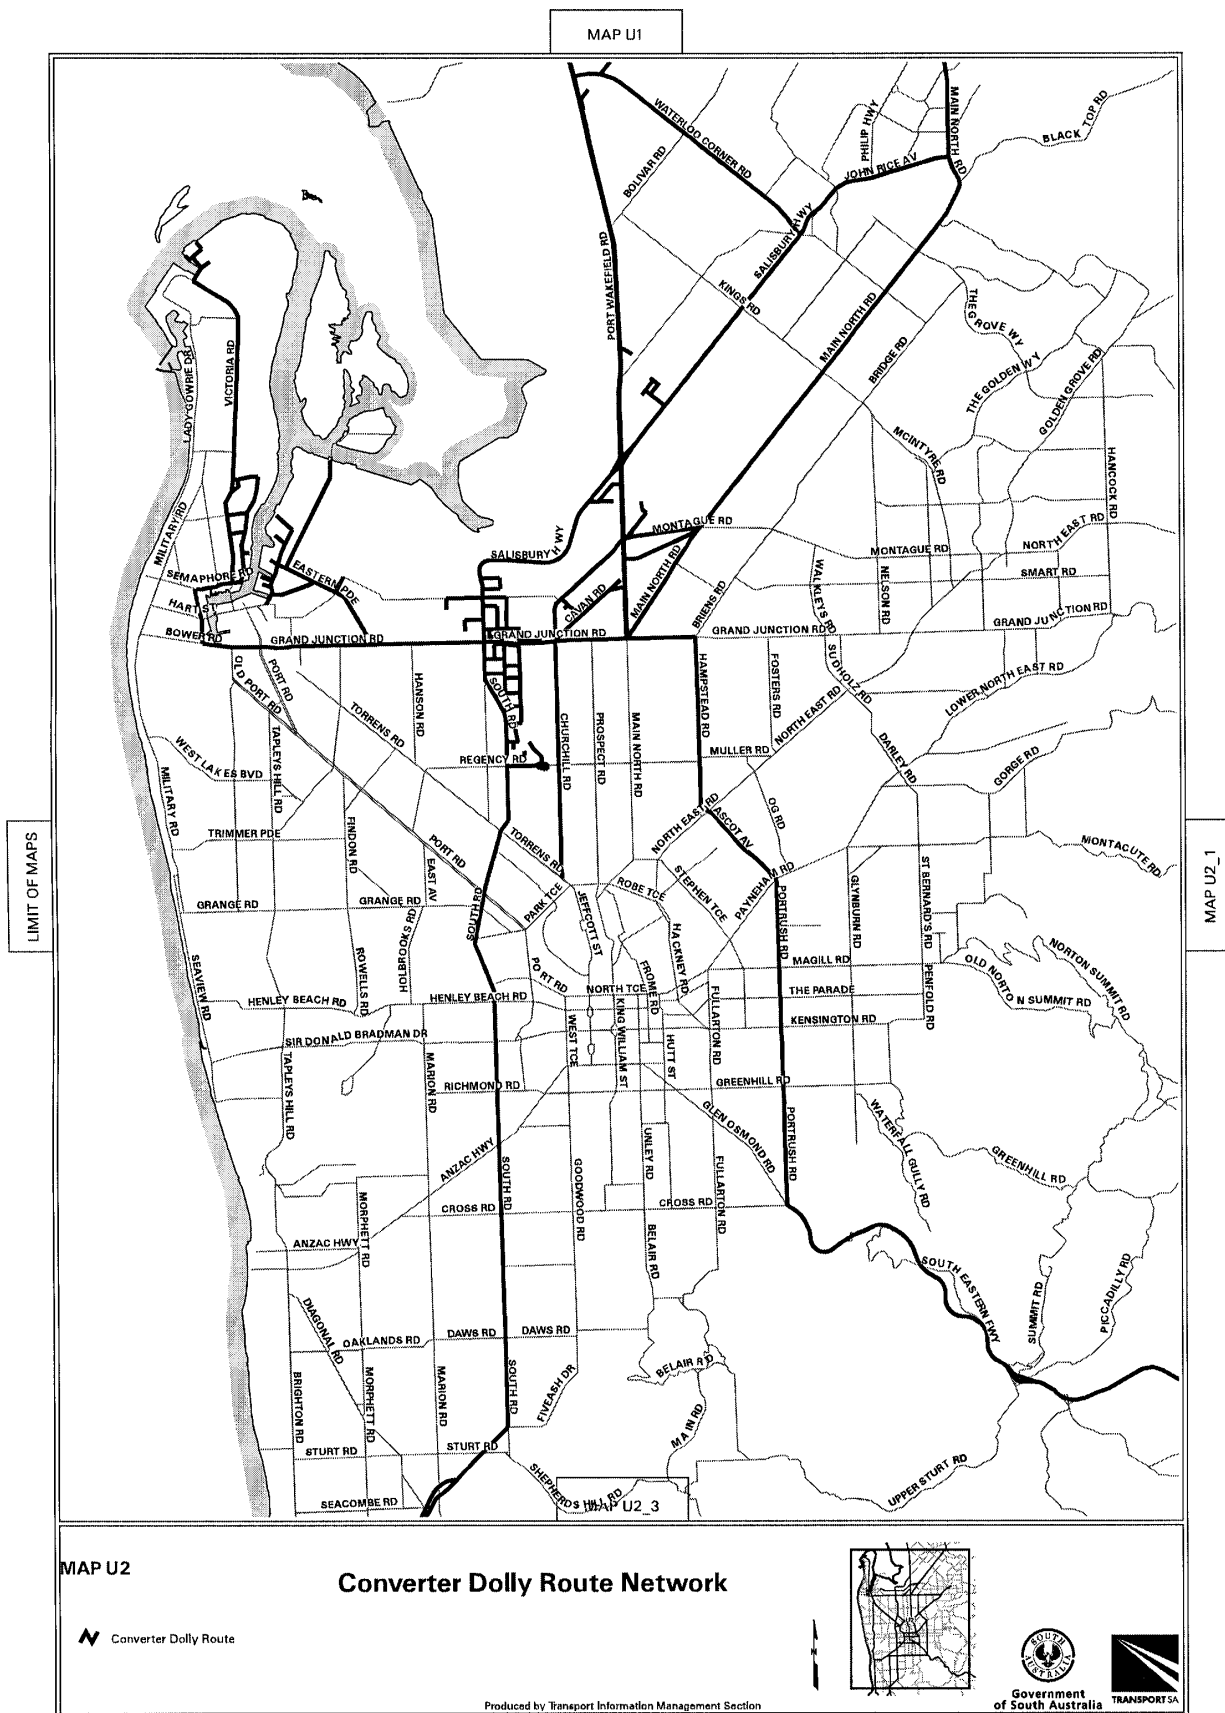 MAP U1
WATERLOO CORNER RD
BOLIVAR RD
PHILIP HWY
MAIN NORTH RD
BLACK TOP RD
JOHN RICE AV
PORT WAKEFIELD RD
SALISBURY HWY
KINGS RD
MAIN NORTH RD
BRIDGE RD
THE GROVE WY
THE GOLDEN WY
GOLDEN GROVE RD
LADY GOWRIE DR
VICTORIA RD
MCINTYRE RD
HANCOCK RD
MILITARY RD
SALISBURY HWY
MONTAGUE RD
MONTAGUE RD
NORTH EAST RD
SEMAPHORE RD
EASTERN PDE
CAVAN RD
MAIN NORTH RD
BRIENS RD
WALKLEYS RD
NELSON RD
SMART RD
HART ST
BOWER RD
GRAND JUNCTION RD
GRAND JUNCTION RD
GRAND JUNCTION RD
GRAND JUNCTION RD
OLD PORT RD
PORT RD
HANSON RD
SOUTH RD
HAMPSTEAD RD
FOSTERS RD
SUDHOLZ RD
LOWER NORTH EAST RD
TORRENS RD
CHURCHILL RD
PROSPECT RD
MAIN NORTH RD
NORTH EAST RD
WEST LAKES BVD
TAPLEYS HILL RD
REGENCY RD
MULLER RD
DARLEY RD
GORGE RD
MILITARY RD
TRIMMER PDE
FINDON RD
PORT RD
TORRENS RD
NORTH EAST RD
ASCOT AV
OG RD
MONTACUTE RD
EAST AV
PARK TCE
ROBE TCE
STEPHEN TCE
PAYNEHAM RD
GLYNBURN RD
ST BERNARD'S RD
GRANGE RD
GRANGE RD
HOLBROOKS RD
SOUTH RD
JEFFCOTT ST
HACKNEY RD
PORTRUSH RD
SEAVIEW RD
ROWELLS RD
PORT RD
NORTH TCE
FROME RD
MAGILL RD
OLD NORTON SUMMIT RD
NORTON SUMMIT RD
HENLEY BEACH RD
HENLEY BEACH RD
THE PARADE
PENFOLD RD
SIR DONALD BRADMAN DR
WEST TCE
KING WILLIAM ST
HUTT ST
FULLARTON RD
KENSINGTON RD
TAPLEYS HILL RD
MARION RD
RICHMOND RD
GREENHILL RD
GLEN OSMOND RD
PORTRUSH RD
WATERFALL GULLY RD
ANZAC HWY
SOUTH RD
GOODWOOD RD
UNLEY RD
FULLARTON RD
GREENHILL RD
MORPHETT RD
CROSS RD
CROSS RD
ANZAC HWY
BELAIR RD
SOUTH EASTERN FWY
SUMMIT RD
PICCADILLY RD
DIAGONAL RD
OAKLANDS RD
DAWS RD
DAWS RD
BRIGHTON RD
MORPHETT RD
MARION RD
SOUTH RD
FIVEASH DR
BELAIR RD
MAIN RD
STURT RD
STURT RD
SHEPHERDS HILL RD
UPPER STURT RD
SEACOMBE RD
MAP U2_3
LIMIT OF MAPS
MAP U2_1
MAP U2
Converter Dolly Route Network
Converter Dolly Route
N
SOUTH AUSTRALIA
Government
of South Australia
TRANSPORT SA
Produced by Transport Information Management Section